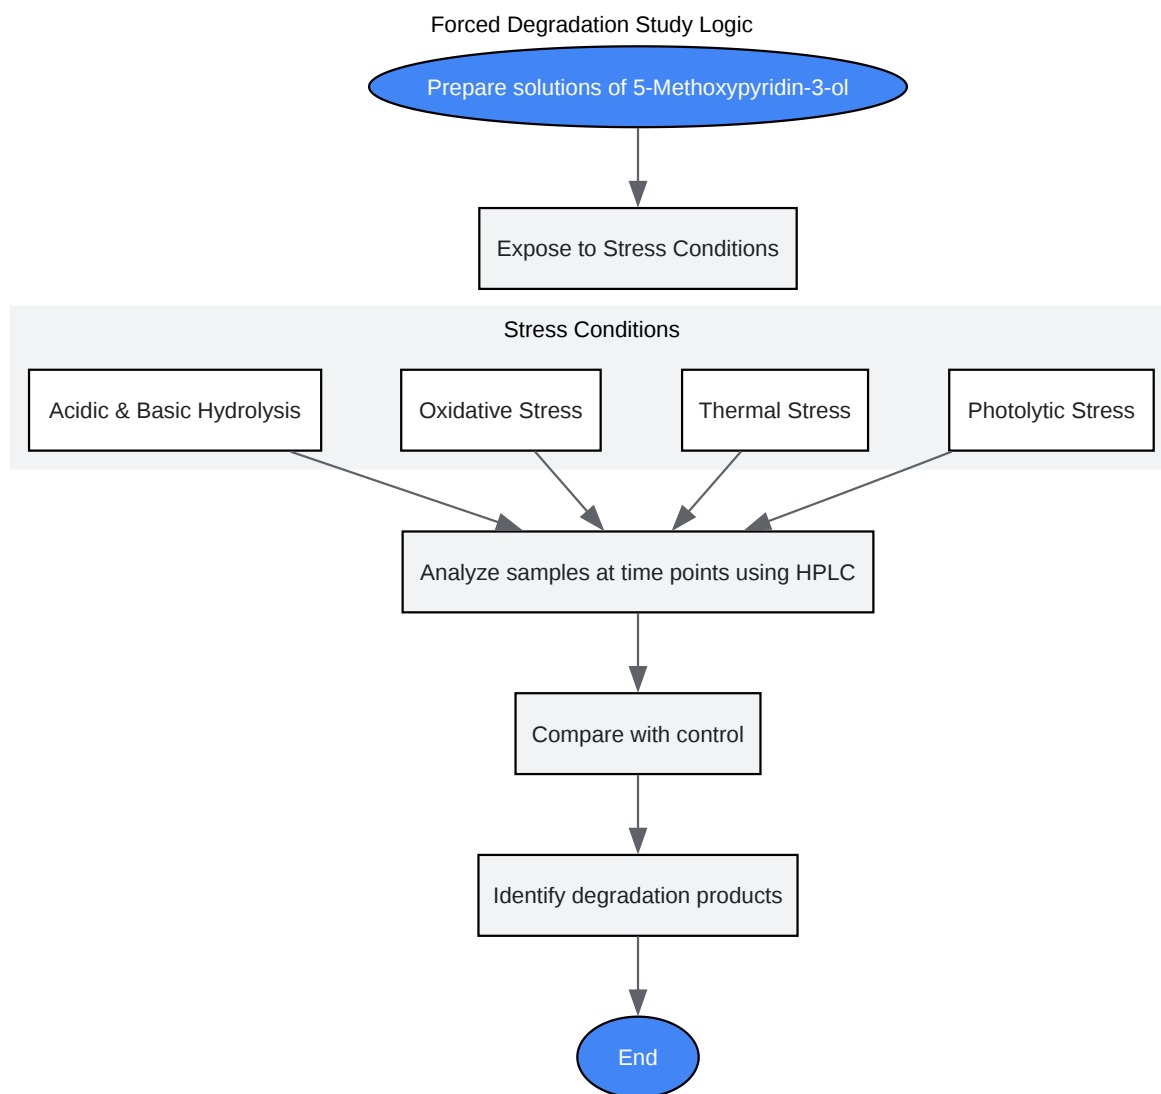 Forced Degradation Study Logic
Prepare solutions of 5-Methoxypyridin-3-ol
Expose to Stress Conditions
Stress Conditions
Acidic & Basic Hydrolysis
Oxidative Stress
Thermal Stress
Photolytic Stress
Analyze samples at time points using HPLC
Compare with control
Identify degradation products
End